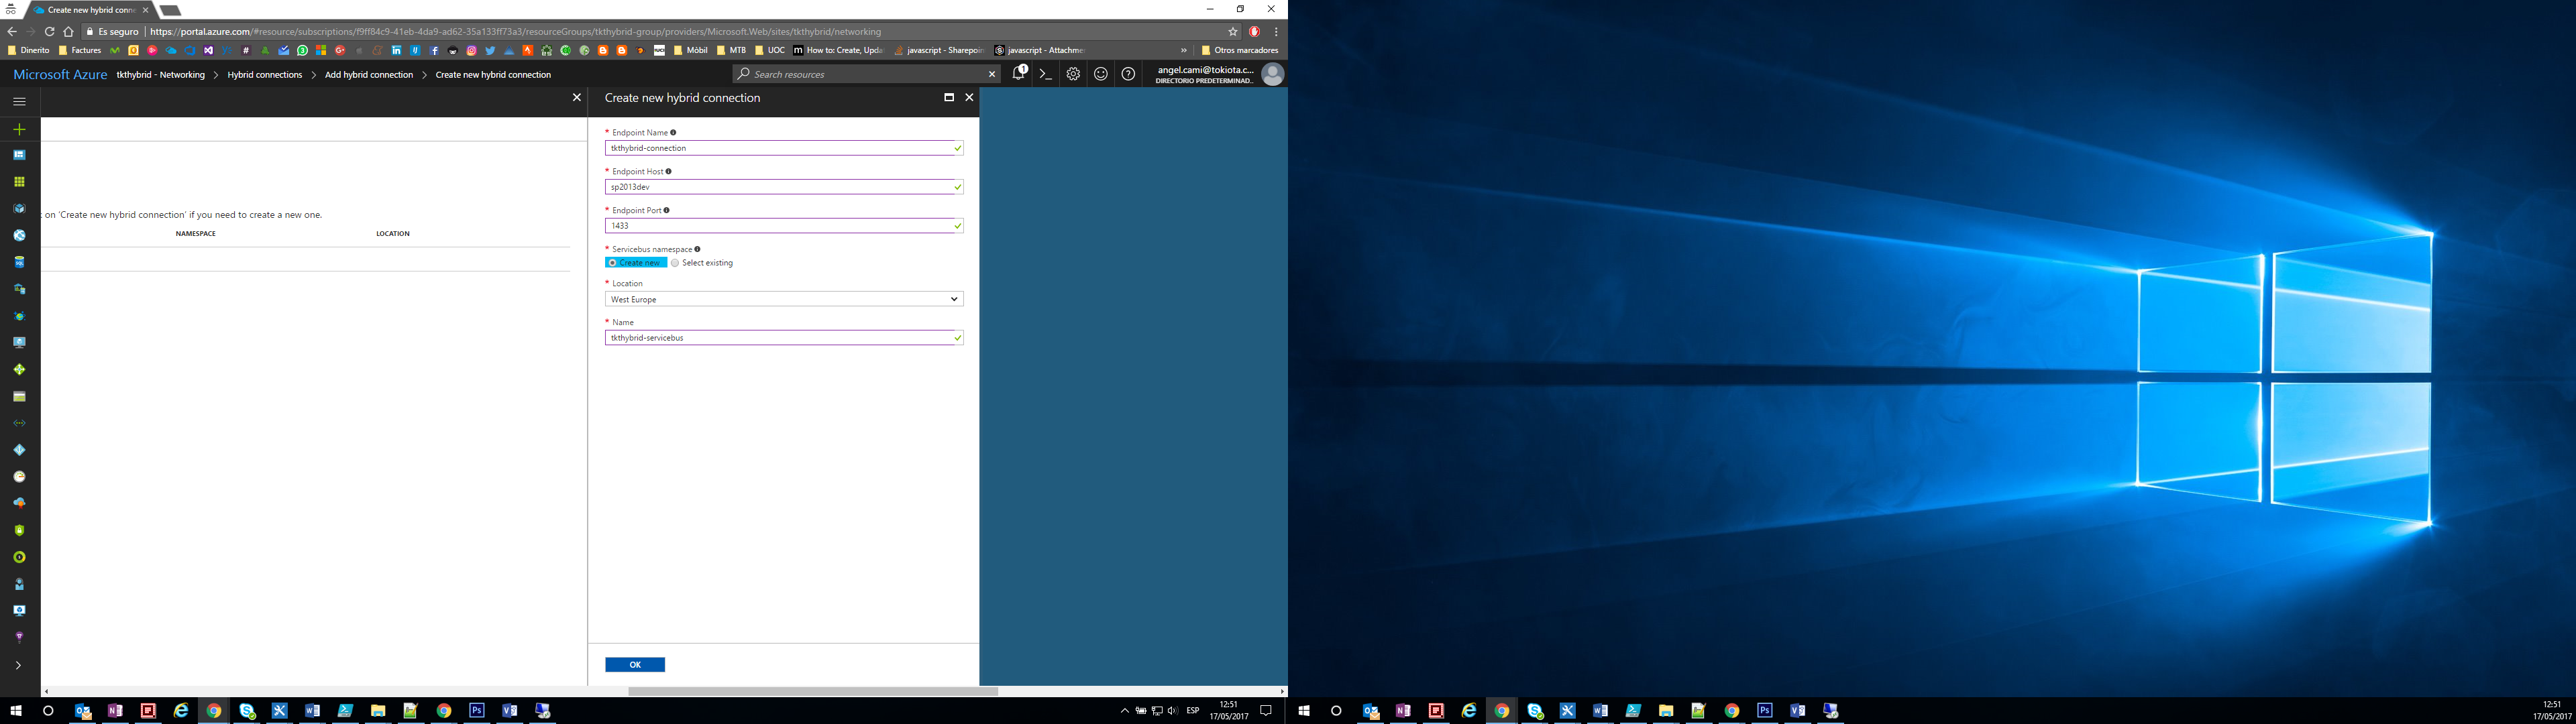 Create new hybrid conne
Es seguro
https://portal.azure.com/#resource/subscriptions/f9ff84c9-41eb-4da9-ad62-35a133ff73a3/resourceGroups/tkthybrid-group/providers/Microsoft.Web/sites/tkthybrid/networking
Dinerito
Factures
Mòbil
MTB
UOC
How to: Create, Upda
javascript - Sharepoin
javascript - Attachme
»
Otros marcadores
Microsoft Azure
tkthybrid - Networking > Hybrid connections > Add hybrid connection > Create new hybrid connection
Search resources
1
angel.cami@tokiota.c...
DIRECTORIO PREDETERMINAD...
Create new hybrid connection
* Endpoint Name
tkthybrid-connection
* Endpoint Host
sp2013dev
* Endpoint Port
1433
* Servicebus namespace
Create new
Select existing
* Location
West Europe
* Name
tkthybrid-servicebus
on 'Create new hybrid connection' if you need to create a new one.
NAMESPACE
LOCATION
OK
ESP
12:51
17/05/2017
12:51
17/05/2017